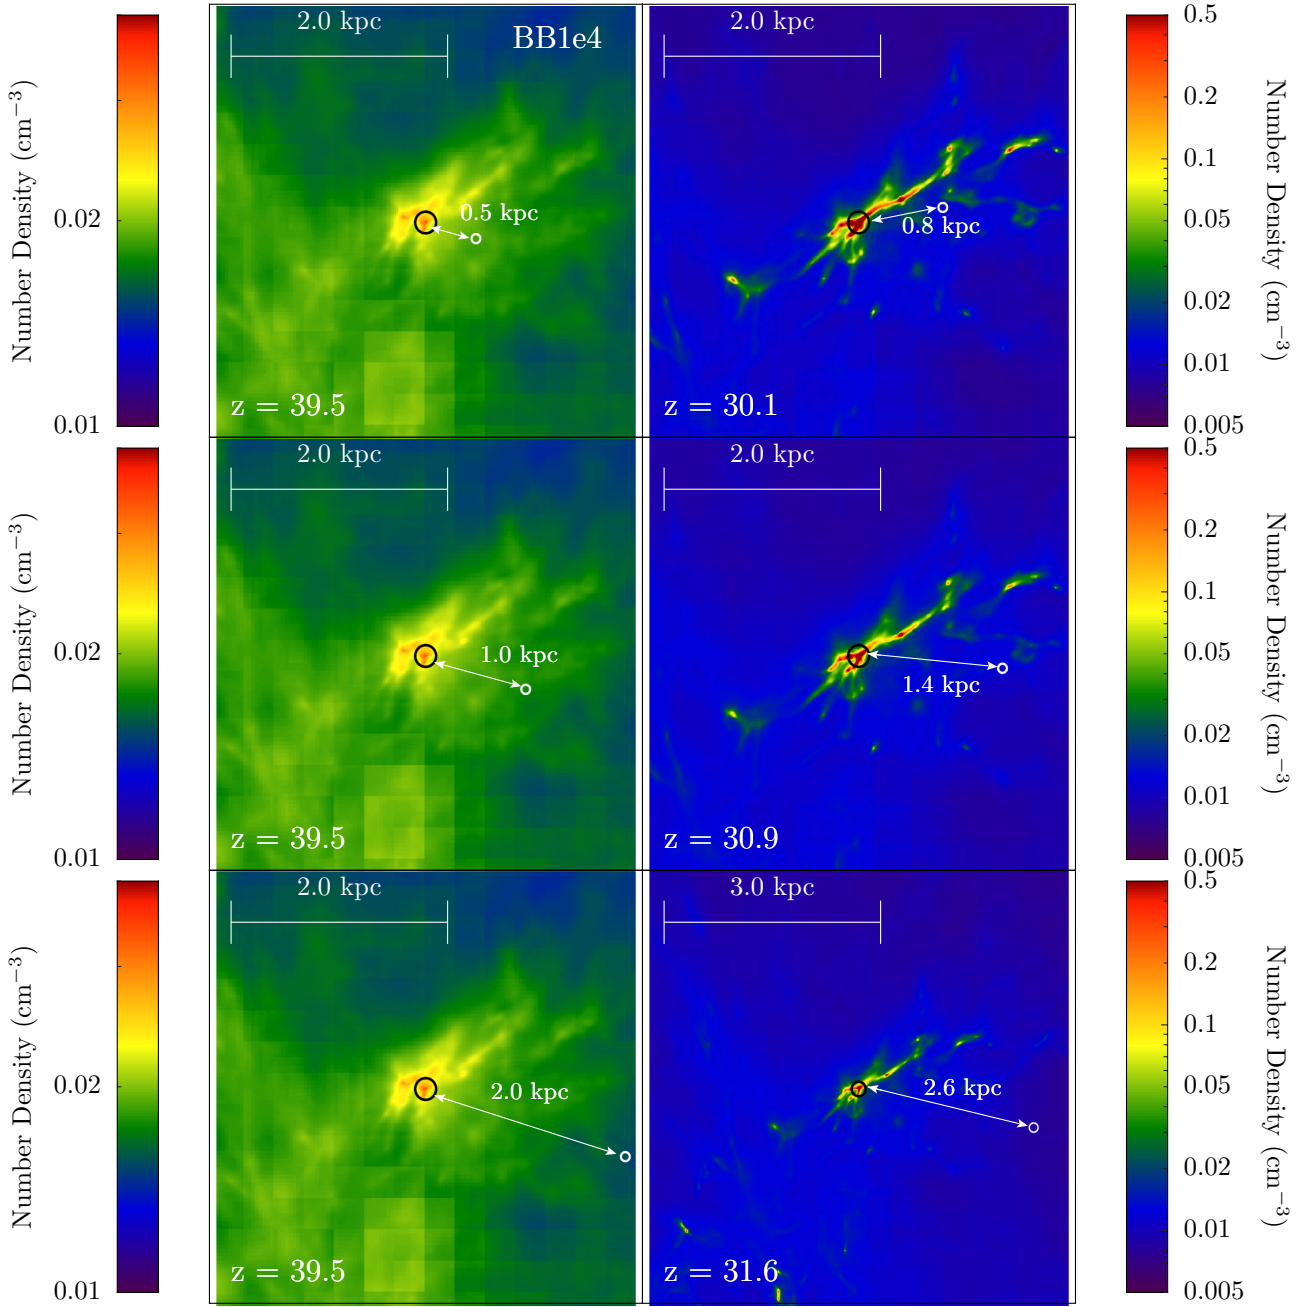 2.0 kpc
BB1e4
0.5 kpc
z = 39.5
Number Density (cm−3)
0.02
0.01
2.0 kpc
0.8 kpc
z = 30.1
0.5
0.2
0.1
0.05
0.02
0.01
0.005
Number Density (cm−3)
2.0 kpc
1.0 kpc
z = 39.5
Number Density (cm−3)
0.02
0.01
2.0 kpc
1.4 kpc
z = 30.9
0.5
0.2
0.1
0.05
0.02
0.01
0.005
Number Density (cm−3)
2.0 kpc
2.0 kpc
z = 39.5
Number Density (cm−3)
0.02
0.01
3.0 kpc
2.6 kpc
z = 31.6
0.5
0.2
0.1
0.05
0.02
0.01
0.005
Number Density (cm−3)